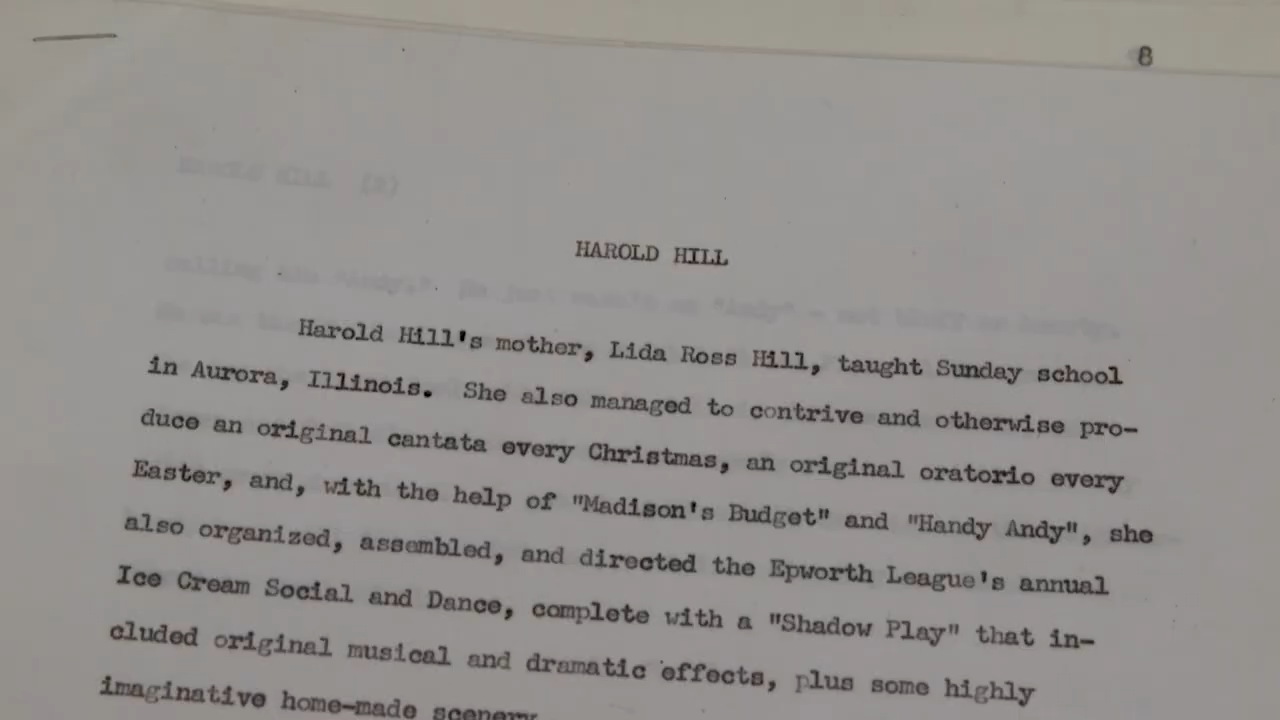 8
HAROLD HILL
Harold Hill's mother, Lida Ross Hill, taught Sunday school
in Aurora, Illinois. She also managed to contrive and otherwise pro-
duce an original cantata every Christmas, an original oratorio every
Easter, and, with the help of "Madison's Budget" and "Handy Andy", she
also organized, assembled, and directed the Epworth League's annual
Ice Cream Social and Dance, complete with a "Shadow Play" that in-
cluded original musical and dramatic effects, plus some highly
imaginative home-made scenery